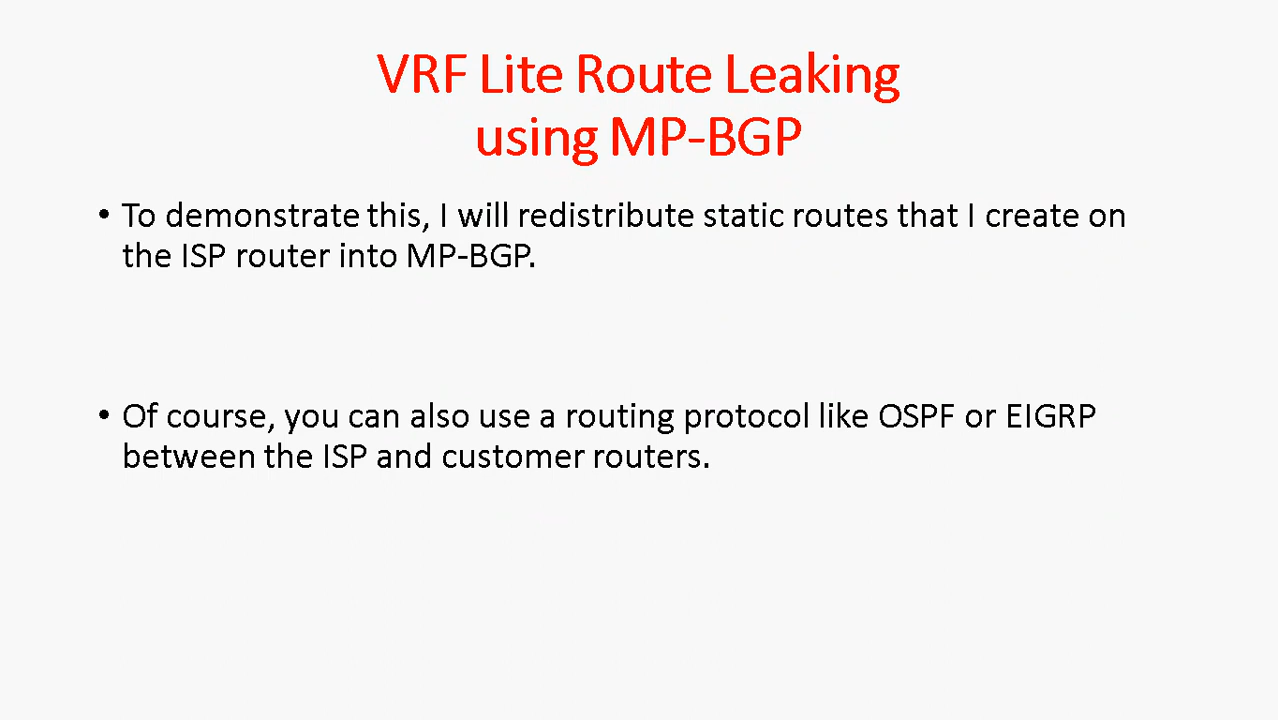 VRF Lite Route Leaking
using MP-BGP
• To demonstrate this, I will redistribute static routes that I create on
the ISP router into MP-BGP.
• Of course, you can also use a routing protocol like OSPF or EIGRP
between the ISP and customer routers.